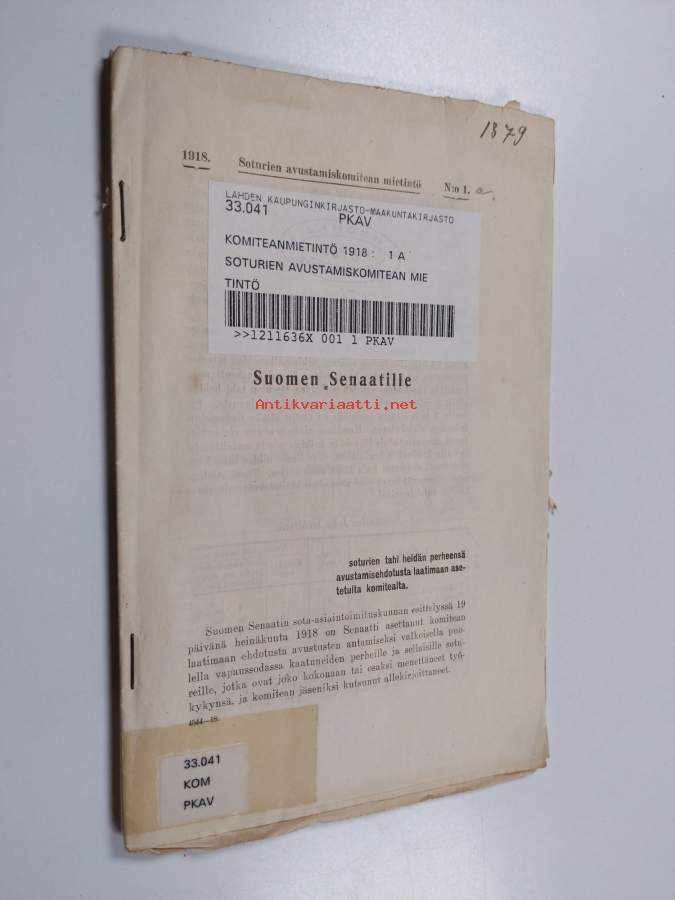 1879
1918. Soturien avustamiskomitean mietintö N:o 1. a.
LAHDEN KAUPUNGINKIRJASTO-MAAKUNTAKIRJASTO
33.041 PKAV
KOMITEANMIETINTÖ 1918 : 1 A
SOTURIEN AVUSTAMISKOMITEAN MIE
TINTÖ
>>1211636X 001 1 PKAV
Suomen Senaatille
Antikvariaatti.net
soturien tahi heidän perheensä
avustamisehdotusta laatimaan ase-
tetulta komitealta.
Suomen Senaatin sota-asiaintoimituskunnan esittelyssä 19
päivänä heinäkuuta 1918 on Senaatti asettanut komitean
laatimaan ehdotusta avustusten antamiseksi valkoisella puo-
lella vapaussodassa kaatuneiden perheille ja sellaisille sotu-
reille, jotka ovat joko kokonaan tai osaksi menettäneet työ-
kykynsä, ja komitean jäseniksi kutsunut allekirjoittaneet.
4944—18.
33.041
KOM
PKAV